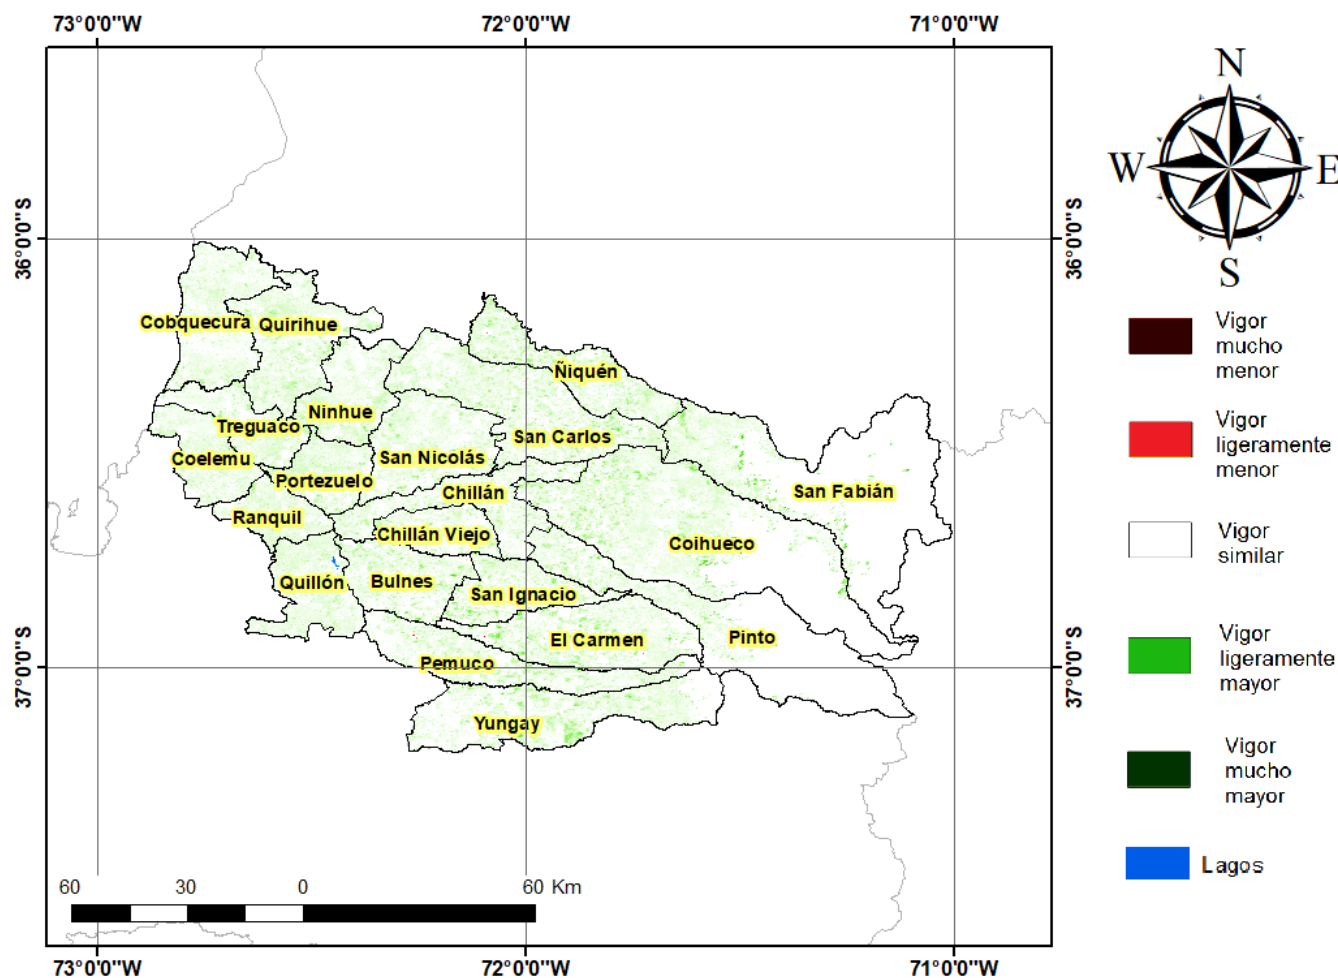 73°0'0"W
72°0'0"W
71°0'0"W
N
W
E
S
36°0'0"S
36°0'0"S
Cobquecura
Quirihue
Ñiquén
Ninhue
Treguaco
San Carlos
Coelemu
San Nicolás
Portezuelo
Chillán
San Fabián
Ranquil
Chillán Viejo
Coihueco
Quillón
Bulnes
San Ignacio
El Carmen
Pinto
Pemuco
Yungay
37°0'0"S
37°0'0"S
Vigor
mucho
menor
Vigor
ligeramente
menor
Vigor
similar
Vigor
ligeramente
mayor
Vigor
mucho
mayor
Lagos
60 30 0 60 Km
73°0'0"W
72°0'0"W
71°0'0"W